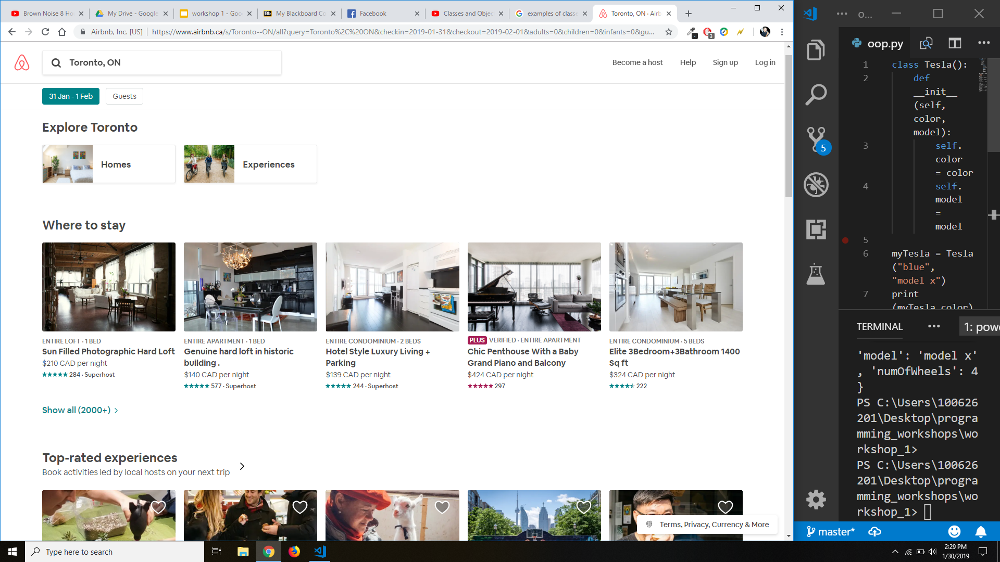 Brown Noise 8 Ho
My Drive - Google
workshop 1 - Goo
My Blackboard Co
Facebook
Classes and Objec
examples of classe
Toronto, ON · Airb
Airbnb, Inc. [US]
https://www.airbnb.ca/s/Toronto--ON/all?query=Toronto%2C%20ON&checkin=2019-01-31&checkout=2019-02-01&adults=0&children=0&infants=0&gu...
3
Toronto, ON
Become a host
Help
Sign up
Log in
31 Jan - 1 Feb
Guests
Explore Toronto
Homes
Experiences
Where to stay
ENTIRE LOFT · 1 BED
Sun Filled Photographic Hard Loft
$210 CAD per night
284 · Superhost
ENTIRE APARTMENT · 1 BED
Genuine hard loft in historic
building .
$140 CAD per night
577 · Superhost
ENTIRE CONDOMINIUM · 2 BEDS
Hotel Style Luxury Living +
Parking
$139 CAD per night
244 · Superhost
PLUS VERIFIED · ENTIRE APARTMENT
Chic Penthouse With a Baby
Grand Piano and Balcony
$424 CAD per night
297
ENTIRE CONDOMINIUM · 5 BEDS
Elite 3Bedroom+3Bathroom 1400
Sq ft
$324 CAD per night
222
Show all (2000+)
Top-rated experiences
Book activities led by local hosts on your next trip
Terms, Privacy, Currency & More
o...
oop.py
5
1 class Tesla():
2 def
__init__
(self,
color,
model):
3 self.
color
= color
4 self.
model
=
model
5
6 myTesla = Tesla
("blue",
"model x")
7 print
(myTesla.color)
TERMINAL
1: powe
'model': 'model x'
, 'numOfWheels': 4
}
PS C:\Users\100626
201\Desktop\progra
mming_workshops\wo
rkshop_1>
PS C:\Users\100626
201\Desktop\progra
mming_workshops\wo
rkshop_1>
master*
Type here to search
2:29 PM
1/30/2019